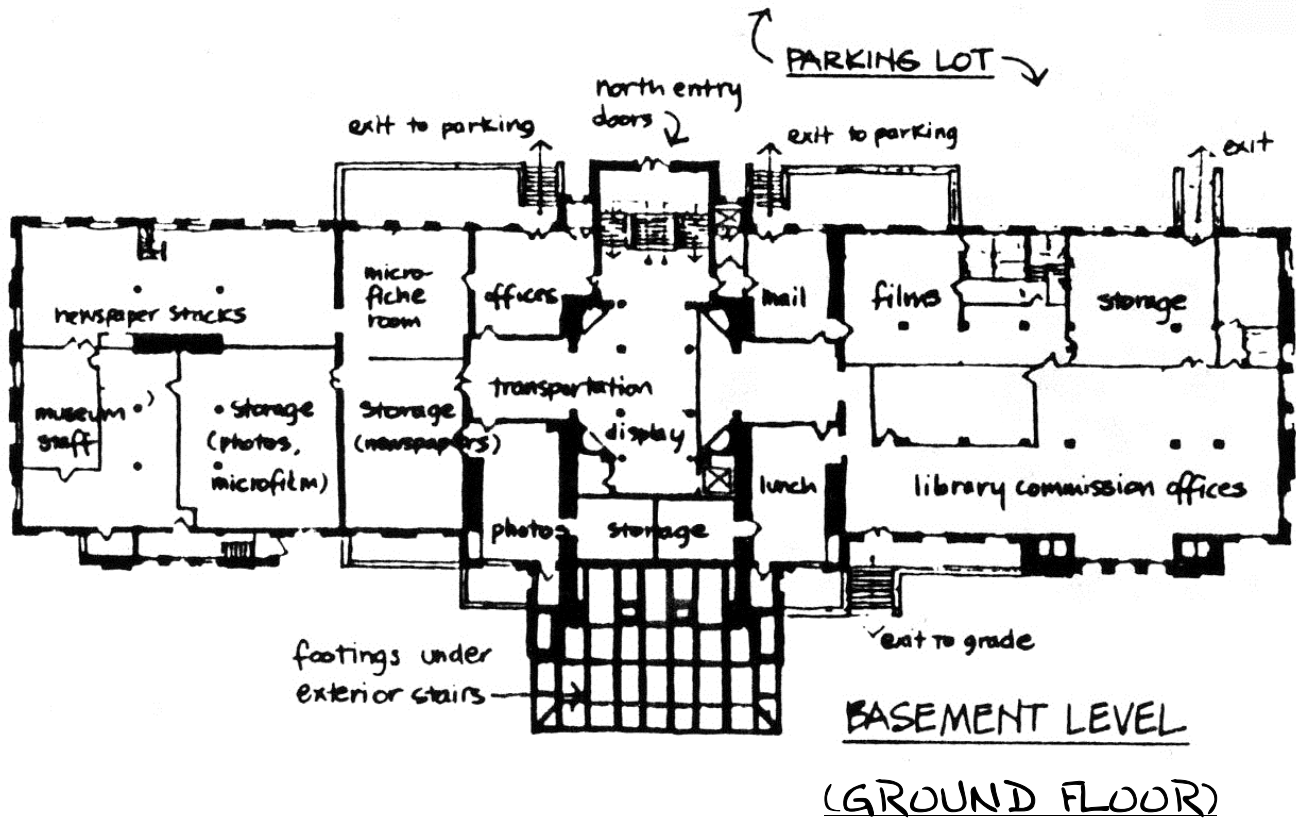 PARKING LOT
north entry
doors
exit to parking
exit to parking
exit
micro-
fiche
room
offices
mail
films
storage
newspaper stacks
transportation
display
museum
staff
storage
(photos,
microfilm)
storage
(newspapers)
lunch
library commission offices
photos
storage
exit to grade
footings under
exterior stairs
BASEMENT LEVEL
(GROUND FLOOR)